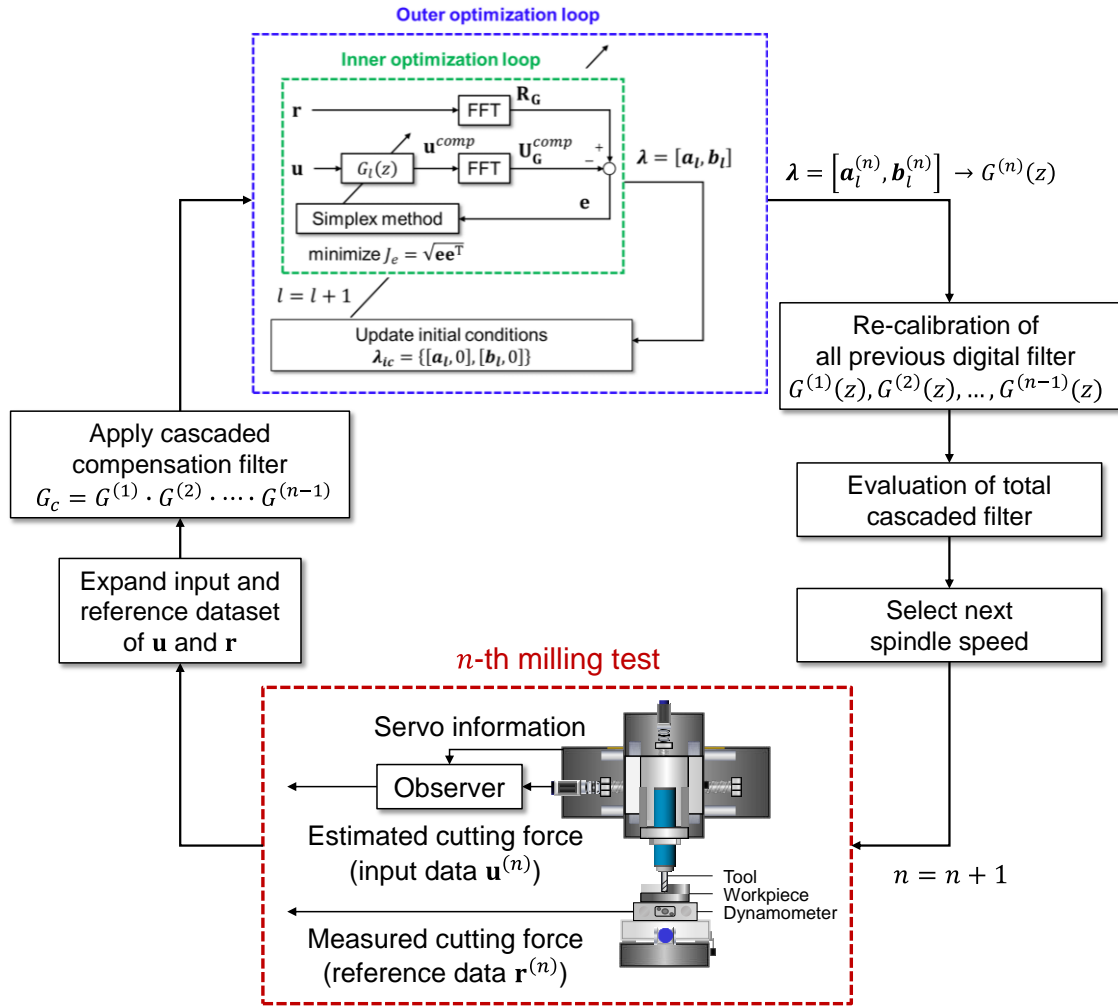 Outer optimization loop
Inner optimization loop
r
FFT
R_G
+
−
u
G_l(z)
u^{comp}
FFT
U_G^{comp}
e
Simplex method
minimize J_e = √(ee^T)
l = l + 1
λ = [a_l, b_l]
Update initial conditions
λ_{ic} = {[a_l, 0], [b_l, 0]}
λ = [a_l^{(n)}, b_l^{(n)}] → G^{(n)}(z)
Re-calibration of
all previous digital filter
G^{(1)}(z), G^{(2)}(z), … , G^{(n−1)}(z)
Evaluation of total
cascaded filter
Select next
spindle speed
n = n + 1
n-th milling test
Servo information
Observer
Estimated cutting force
(input data u^{(n)})
Tool
Workpiece
Dynamometer
Measured cutting force
(reference data r^{(n)})
Expand input and
reference dataset
of u and r
Apply cascaded
compensation filter
G_c = G^{(1)} · G^{(2)} · ⋯ · G^{(n−1)}